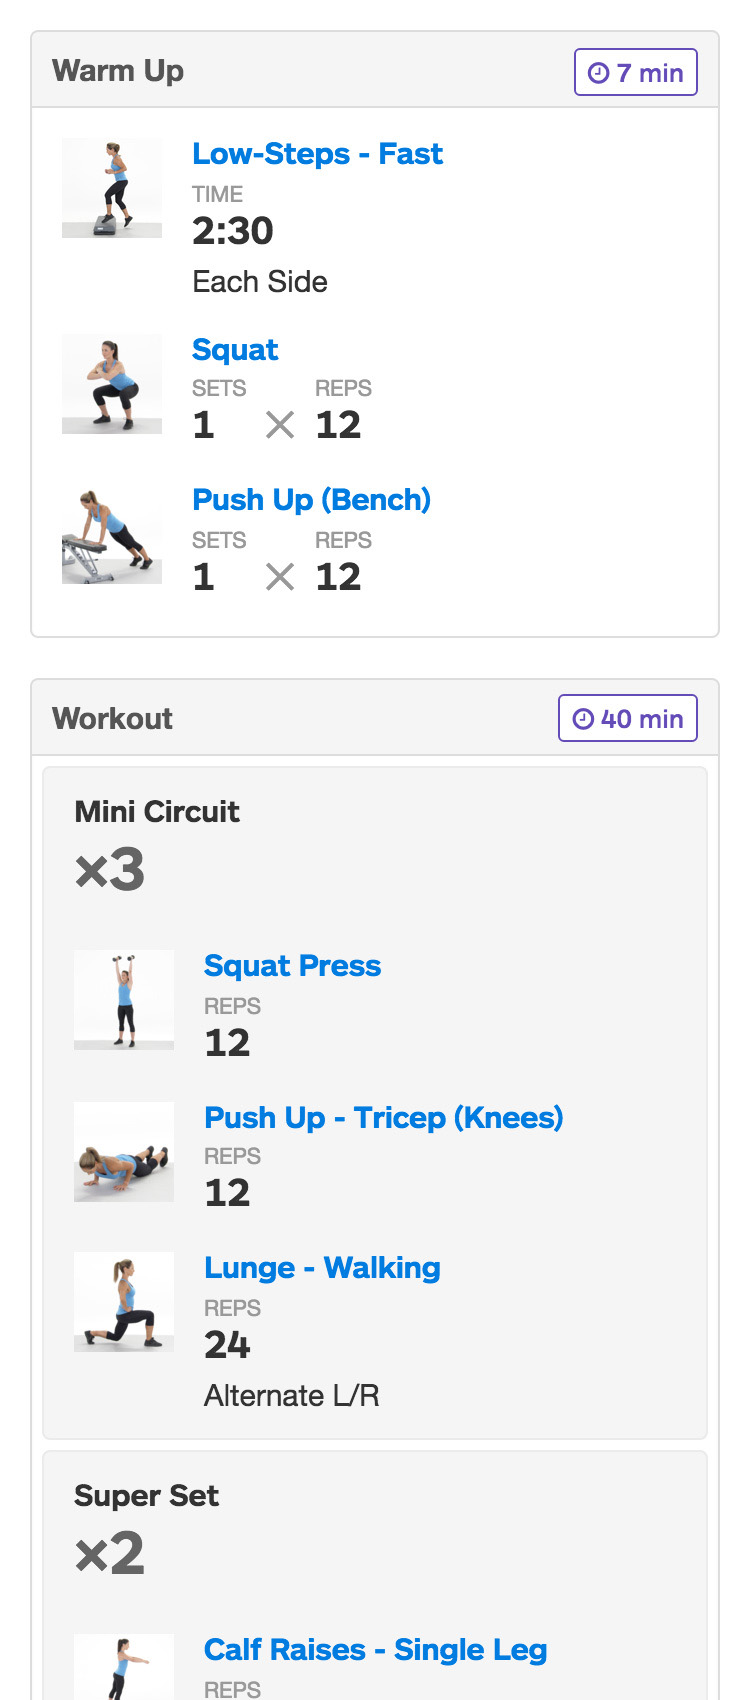 Warm Up
7 min
Low-Steps - Fast
TIME
2:30
Each Side
Squat
SETS REPS
1 × 12
Push Up (Bench)
SETS REPS
1 × 12
Workout
40 min
Mini Circuit
×3
Squat Press
REPS
12
Push Up - Tricep (Knees)
REPS
12
Lunge - Walking
REPS
24
Alternate L/R
Super Set
×2
Calf Raises - Single Leg
REPS